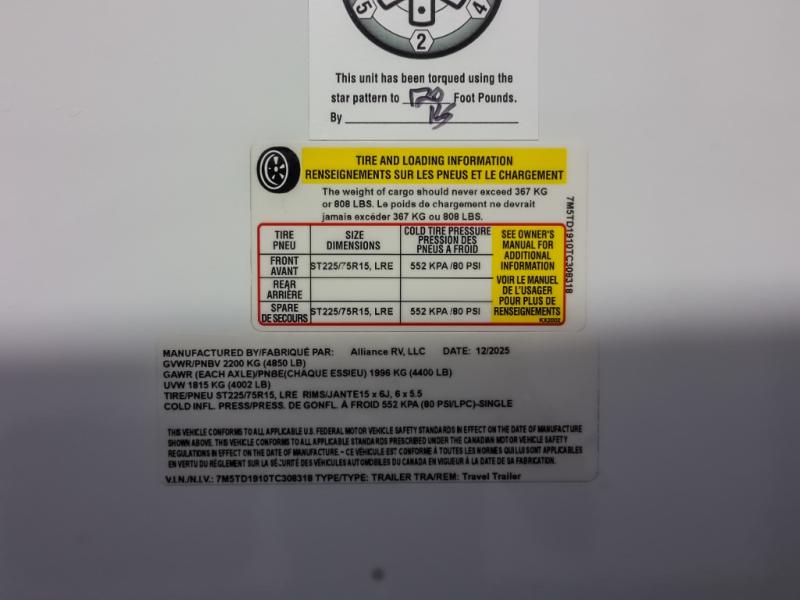 5
4
2
This unit has been torqued using the
star pattern to 120 Foot Pounds.
By
TIRE AND LOADING INFORMATION
RENSEIGNEMENTS SUR LES PNEUS ET LE CHARGEMENT
The weight of cargo should never exceed 367 KG
or 808 LBS. Le poids de chargement ne devrait
jamais excéder 367 KG ou 808 LBS.
TIRE
PNEU
SIZE
DIMENSIONS
COLD TIRE PRESSURE
PRESSION DES
PNEUS A FROID
SEE OWNER'S
MANUAL FOR
ADDITIONAL
INFORMATION
VOIR LE MANUEL
DE L'USAGER
POUR PLUS DE
RENSEIGNEMENTS
KX2002
FRONT
AVANT
ST225/75R15, LRE
552 KPA /80 PSI
REAR
ARRIÈRE
SPARE
DE SECOURS
ST225/75R15, LRE
552 KPA /80 PSI
7M5TD1910TC308318
MANUFACTURED BY/FABRIQUÉ PAR: Alliance RV, LLC DATE: 12/2025
GVWR/PNBV 2200 KG (4850 LB)
GAWR (EACH AXLE)/PNBE(CHAQUE ESSIEU) 1996 KG (4400 LB)
UVW 1815 KG (4002 LB)
TIRE/PNEU ST225/75R15, LRE RIMS/JANTE15 x 6J, 6 x 5.5
COLD INFL. PRESS/PRESS. DE GONFL. À FROID 552 KPA (80 PSI/LPC)-SINGLE
THIS VEHICLE CONFORMS TO ALL APPLICABLE U.S. FEDERAL MOTOR VEHICLE SAFETY STANDARDS IN EFFECT ON THE DATE OF MANUFACTURE
SHOWN ABOVE. THIS VEHICLE CONFORMS TO ALL APPLICABLE STANDARDS PRESCRIBED UNDER THE CANADIAN MOTOR VEHICLE SAFETY
REGULATIONS IN EFFECT ON THE DATE OF MANUFACTURE. - CE VÉHICULE EST CONFORME À TOUTES LES NORMES QUI LUI SONT APPLICABLES
EN VERTU DU RÈGLEMENT SUR LA SÉCURITÉ DES VÉHICULES AUTOMOBILES DU CANADA EN VIGUEUR À LA DATE DE SA FABRICATION.
V.I.N./N.I.V.: 7M5TD1910TC308318 TYPE/TYPE: TRAILER TRA/REM: Travel Trailer